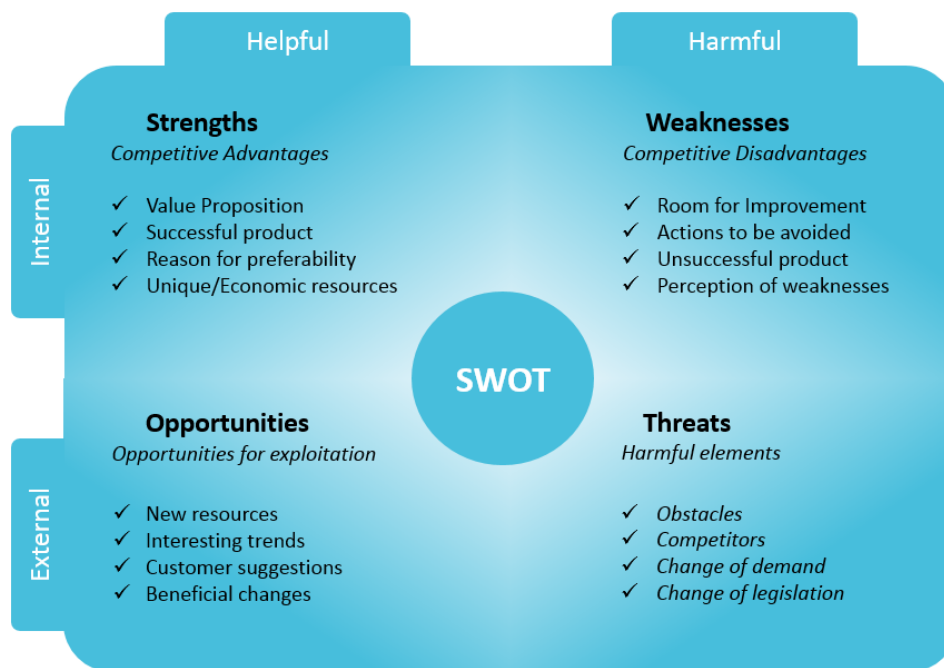 Helpful
Harmful
Internal
Strengths
Competitive Advantages
✓ Value Proposition
✓ Successful product
✓ Reason for preferability
✓ Unique/Economic resources
Weaknesses
Competitive Disadvantages
✓ Room for Improvement
✓ Actions to be avoided
✓ Unsuccessful product
✓ Perception of weaknesses
SWOT
External
Opportunities
Opportunities for exploitation
✓ New resources
✓ Interesting trends
✓ Customer suggestions
✓ Beneficial changes
Threats
Harmful elements
✓ Obstacles
✓ Competitors
✓ Change of demand
✓ Change of legislation